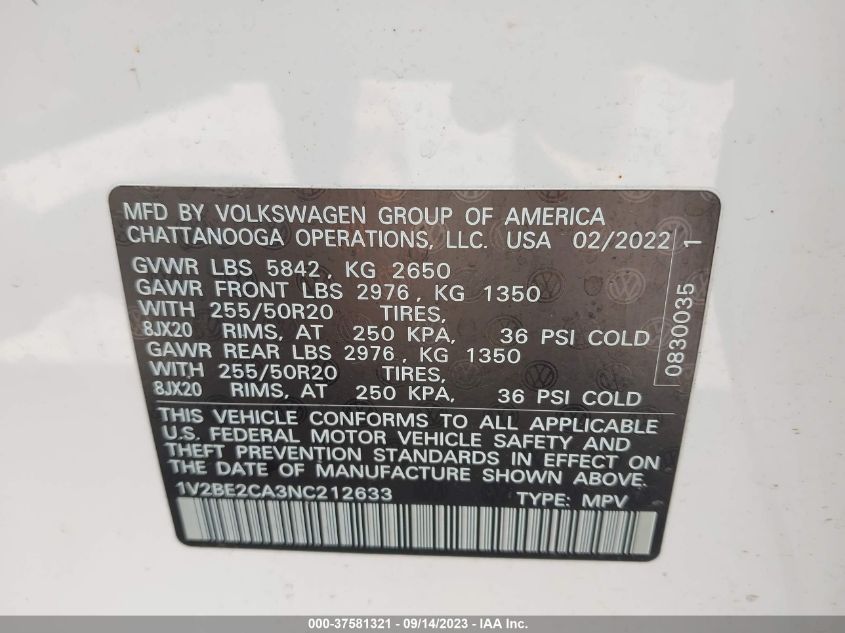 MFD BY VOLKSWAGEN GROUP OF AMERICA
CHATTANOOGA OPERATIONS, LLC. USA 02/2022
GVWR LBS 5842, KG 2650
GAWR FRONT LBS 2976, KG 1350
WITH 255/50R20 TIRES,
8JX20 RIMS, AT 250 KPA, 36 PSI COLD
GAWR REAR LBS 2976, KG 1350
WITH 255/50R20 TIRES,
8JX20 RIMS, AT 250 KPA, 36 PSI COLD
THIS VEHICLE CONFORMS TO ALL APPLICABLE
U.S. FEDERAL MOTOR VEHICLE SAFETY AND
THEFT PREVENTION STANDARDS IN EFFECT ON
THE DATE OF MANUFACTURE SHOWN ABOVE.
1V2BE2CA3NC212633 TYPE: MPV
0830035 1
000-37581321 - 09/14/2023 - IAA Inc.